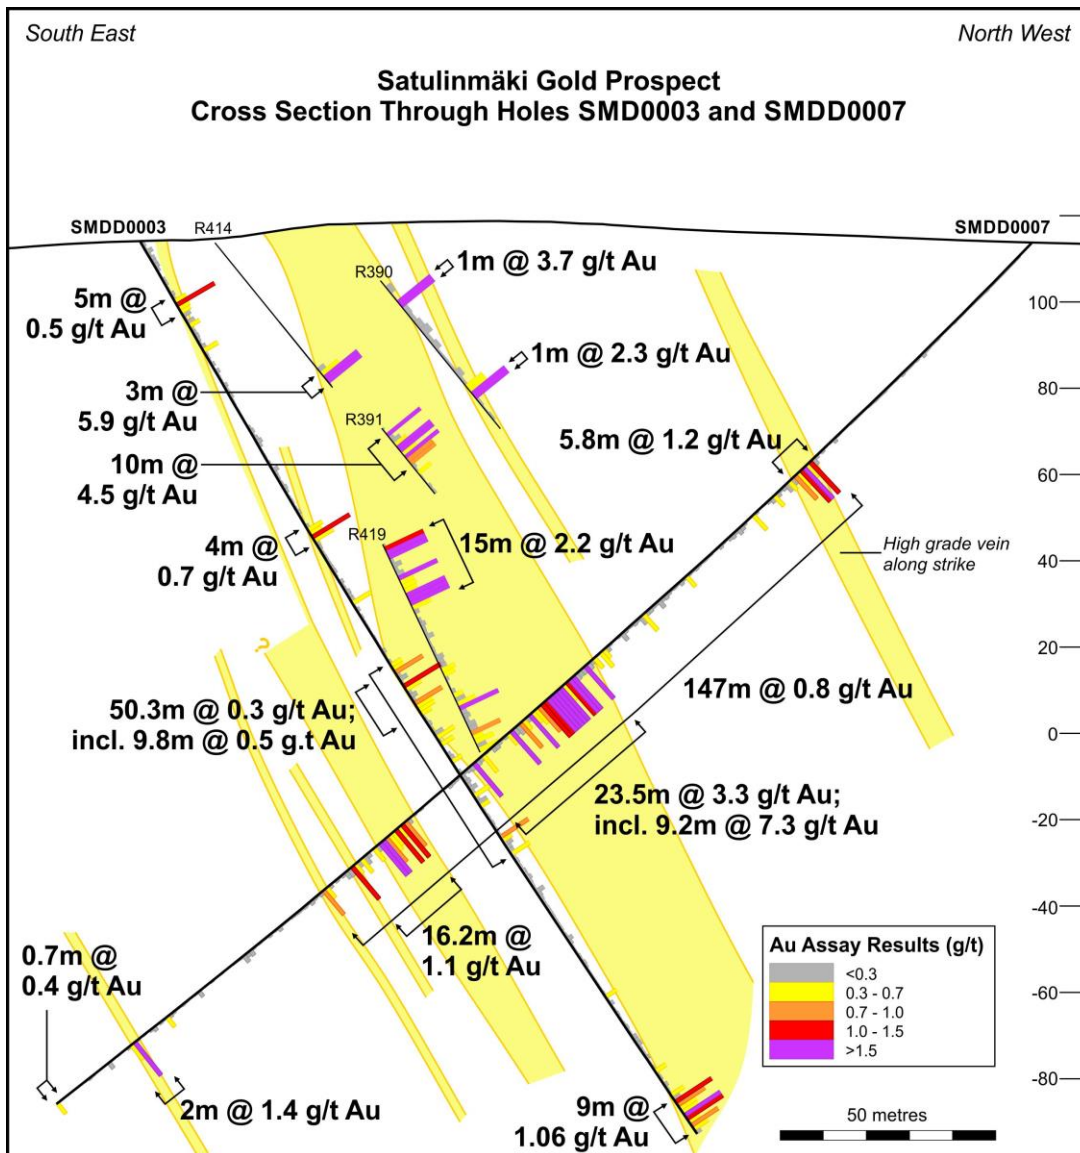 South East
North West
Satulinmäki Gold Prospect
Cross Section Through Holes SMD0003 and SMDD0007
SMDD0003
R414
SMDD0007
R390
1m @ 3.7 g/t Au
5m @
0.5 g/t Au
100
1m @ 2.3 g/t Au
3m @
5.9 g/t Au
80
R391
5.8m @ 1.2 g/t Au
10m @
4.5 g/t Au
60
R419
15m @ 2.2 g/t Au
4m @
0.7 g/t Au
High grade vein
along strike
40
?
20
147m @ 0.8 g/t Au
50.3m @ 0.3 g/t Au;
incl. 9.8m @ 0.5 g.t Au
0
23.5m @ 3.3 g/t Au;
incl. 9.2m @ 7.3 g/t Au
-20
-40
16.2m @
1.1 g/t Au
0.7m @
0.4 g/t Au
Au Assay Results (g/t)
<0.3
0.3 - 0.7
0.7 - 1.0
1.0 - 1.5
>1.5
-60
-80
2m @ 1.4 g/t Au
9m @
1.06 g/t Au
50 metres